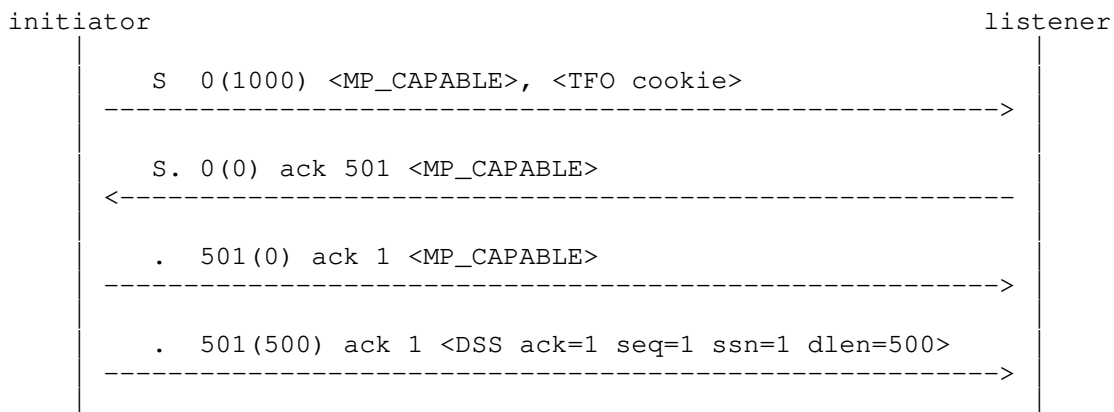 initiator listener
S 0(1000) <MP_CAPABLE>, <TFO cookie>
S. 0(0) ack 501 <MP_CAPABLE>
. 501(0) ack 1 <MP_CAPABLE>
. 501(500) ack 1 <DSS ack=1 seq=1 ssn=1 dlen=500>